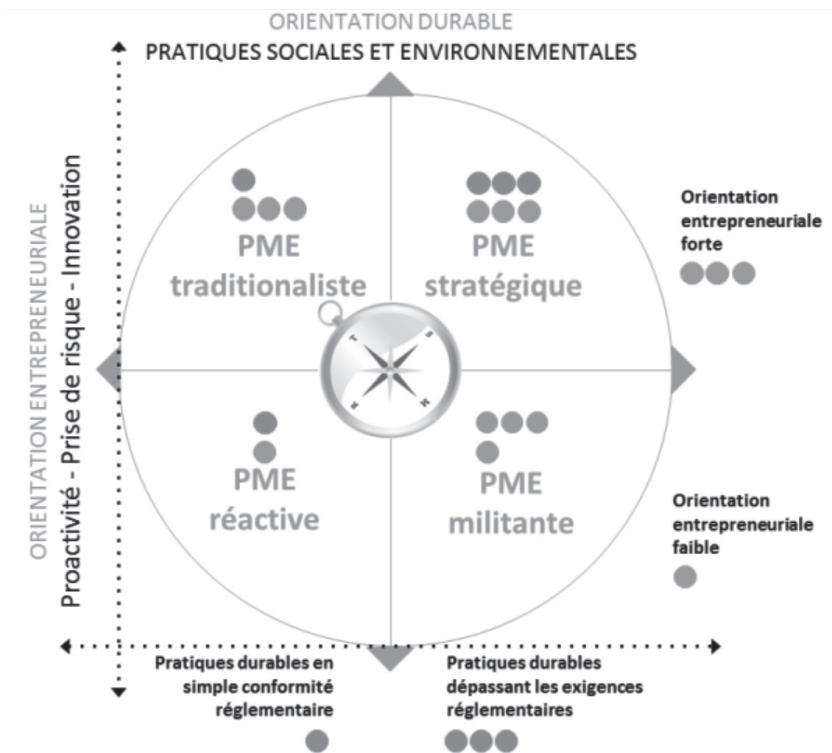 ORIENTATION DURABLE
PRATIQUES SOCIALES ET ENVIRONNEMENTALES
ORIENTATION ENTREPRENEURIALE
Proactivité - Prise de risque - Innovation
PME
traditionaliste
PME
stratégique
Orientation
entrepreneuriale
forte
PME
réactive
PME
militante
Orientation
entrepreneuriale
faible
Pratiques durables en
simple conformité
réglementaire
Pratiques durables
dépassant les exigences
réglementaires